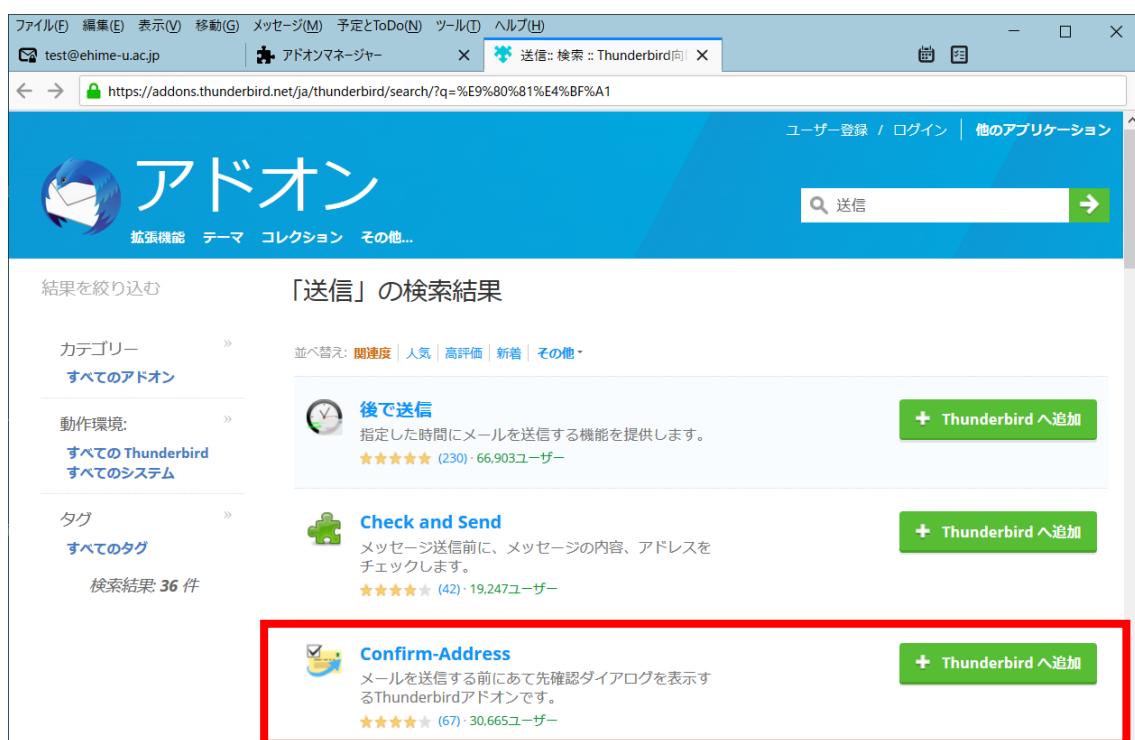 ファイル(F) 編集(E) 表示(V) 移動(G) メッセージ(M) 予定とToDo(N) ツール(T) ヘルプ(H)
test@ehime-u.ac.jp アドオンマネージャー 送信:: 検索 :: Thunderbird向
https://addons.thunderbird.net/ja/thunderbird/search/?q=%E9%80%81%E4%BF%A1
ユーザー登録 / ログイン | 他のアプリケーション
アドオン
送信
拡張機能 テーマ コレクション その他...
結果を絞り込む
「送信」の検索結果
カテゴリー »
すべてのアドオン
動作環境: »
すべての Thunderbird
すべてのシステム
タグ »
すべてのタグ
検索結果: 36 件
並べ替え: 関連度 | 人気 | 高評価 | 新着 | その他
後で送信
指定した時間にメールを送信する機能を提供します。
(230) · 66,903ユーザー
+ Thunderbird へ追加
Check and Send
メッセージ送信前に、メッセージの内容、アドレスを
チェックします。
(42) · 19,247ユーザー
+ Thunderbird へ追加
Confirm-Address
メールを送信する前にあて先確認ダイアログを表示す
るThunderbirdアドオンです。
(67) · 30,665ユーザー
+ Thunderbird へ追加